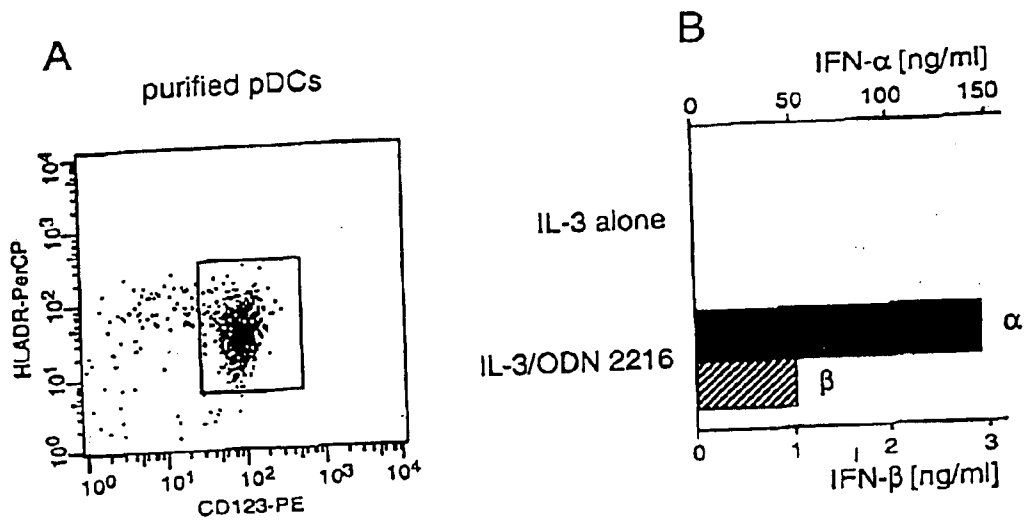 A
purified pDCs
HLADR-PerCP
10⁴
10³
10²
10¹
10⁰
10⁰ 10¹ 10² 10³ 10⁴
CD123-PE
B
IFN-α [ng/ml]
0 50 100 150
IL-3 alone
IL-3/ODN 2216
α
β
0 1 2 3
IFN-β [ng/ml]